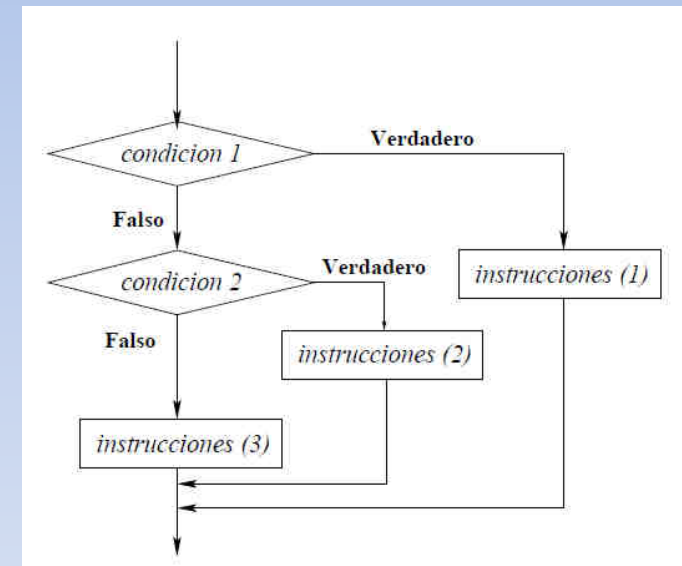 Verdadero
condicion 1
Falso
Verdadero
instrucciones (1)
condicion 2
Falso
instrucciones (2)
instrucciones (3)